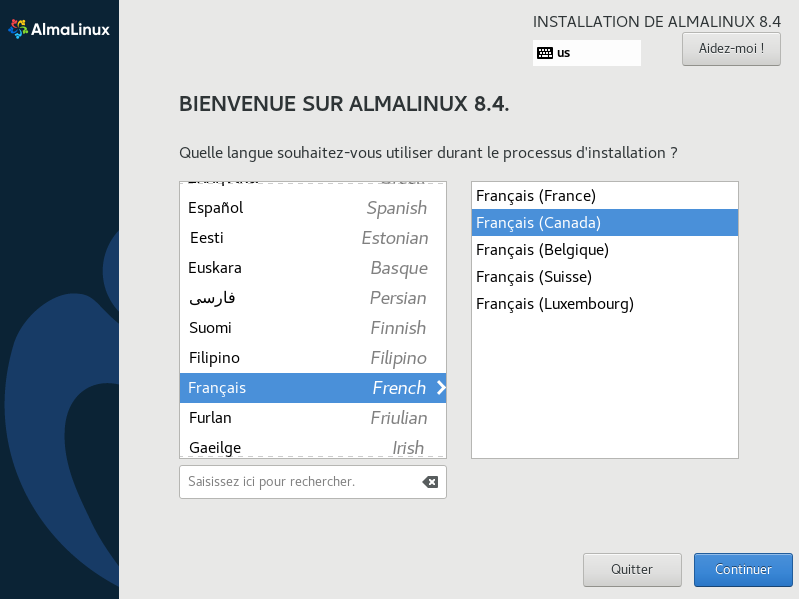 AlmaLinux
INSTALLATION DE ALMALINUX 8.4
us
Aidez-moi !
BIENVENUE SUR ALMALINUX 8.4.
Quelle langue souhaitez-vous utiliser durant le processus d'installation ?
Español Spanish
Eesti Estonian
Euskara Basque
فارسی Persian
Suomi Finnish
Filipino Filipino
Français French
Furlan Friulian
Gaeilge Irish
Saisissez ici pour rechercher.
Français (France)
Français (Canada)
Français (Belgique)
Français (Suisse)
Français (Luxembourg)
Quitter
Continuer